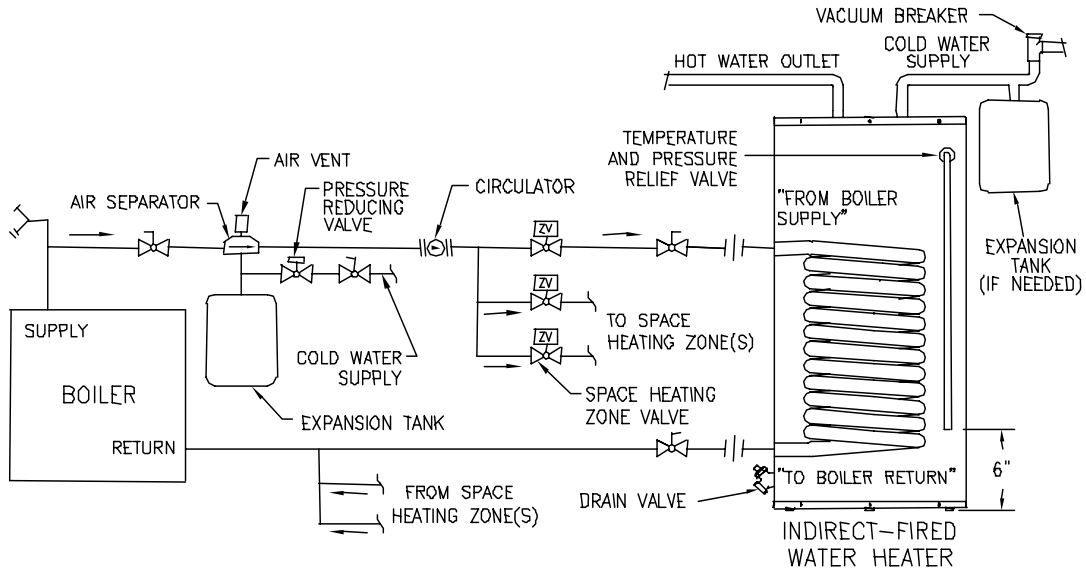 VACUUM BREAKER
COLD WATER
SUPPLY
HOT WATER OUTLET
TEMPERATURE
AND PRESSURE
RELIEF VALVE
AIR VENT
PRESSURE
REDUCING
VALVE
CIRCULATOR
AIR SEPARATOR
"FROM BOILER
SUPPLY"
ZV
EXPANSION
TANK
(IF NEEDED)
ZV
TO SPACE
HEATING ZONE(S)
ZV
SUPPLY
BOILER
RETURN
COLD WATER
SUPPLY
EXPANSION TANK
SPACE HEATING
ZONE VALVE
6"
"TO BOILER RETURN"
DRAIN VALVE
FROM SPACE
HEATING ZONE(S)
INDIRECT-FIRED
WATER HEATER